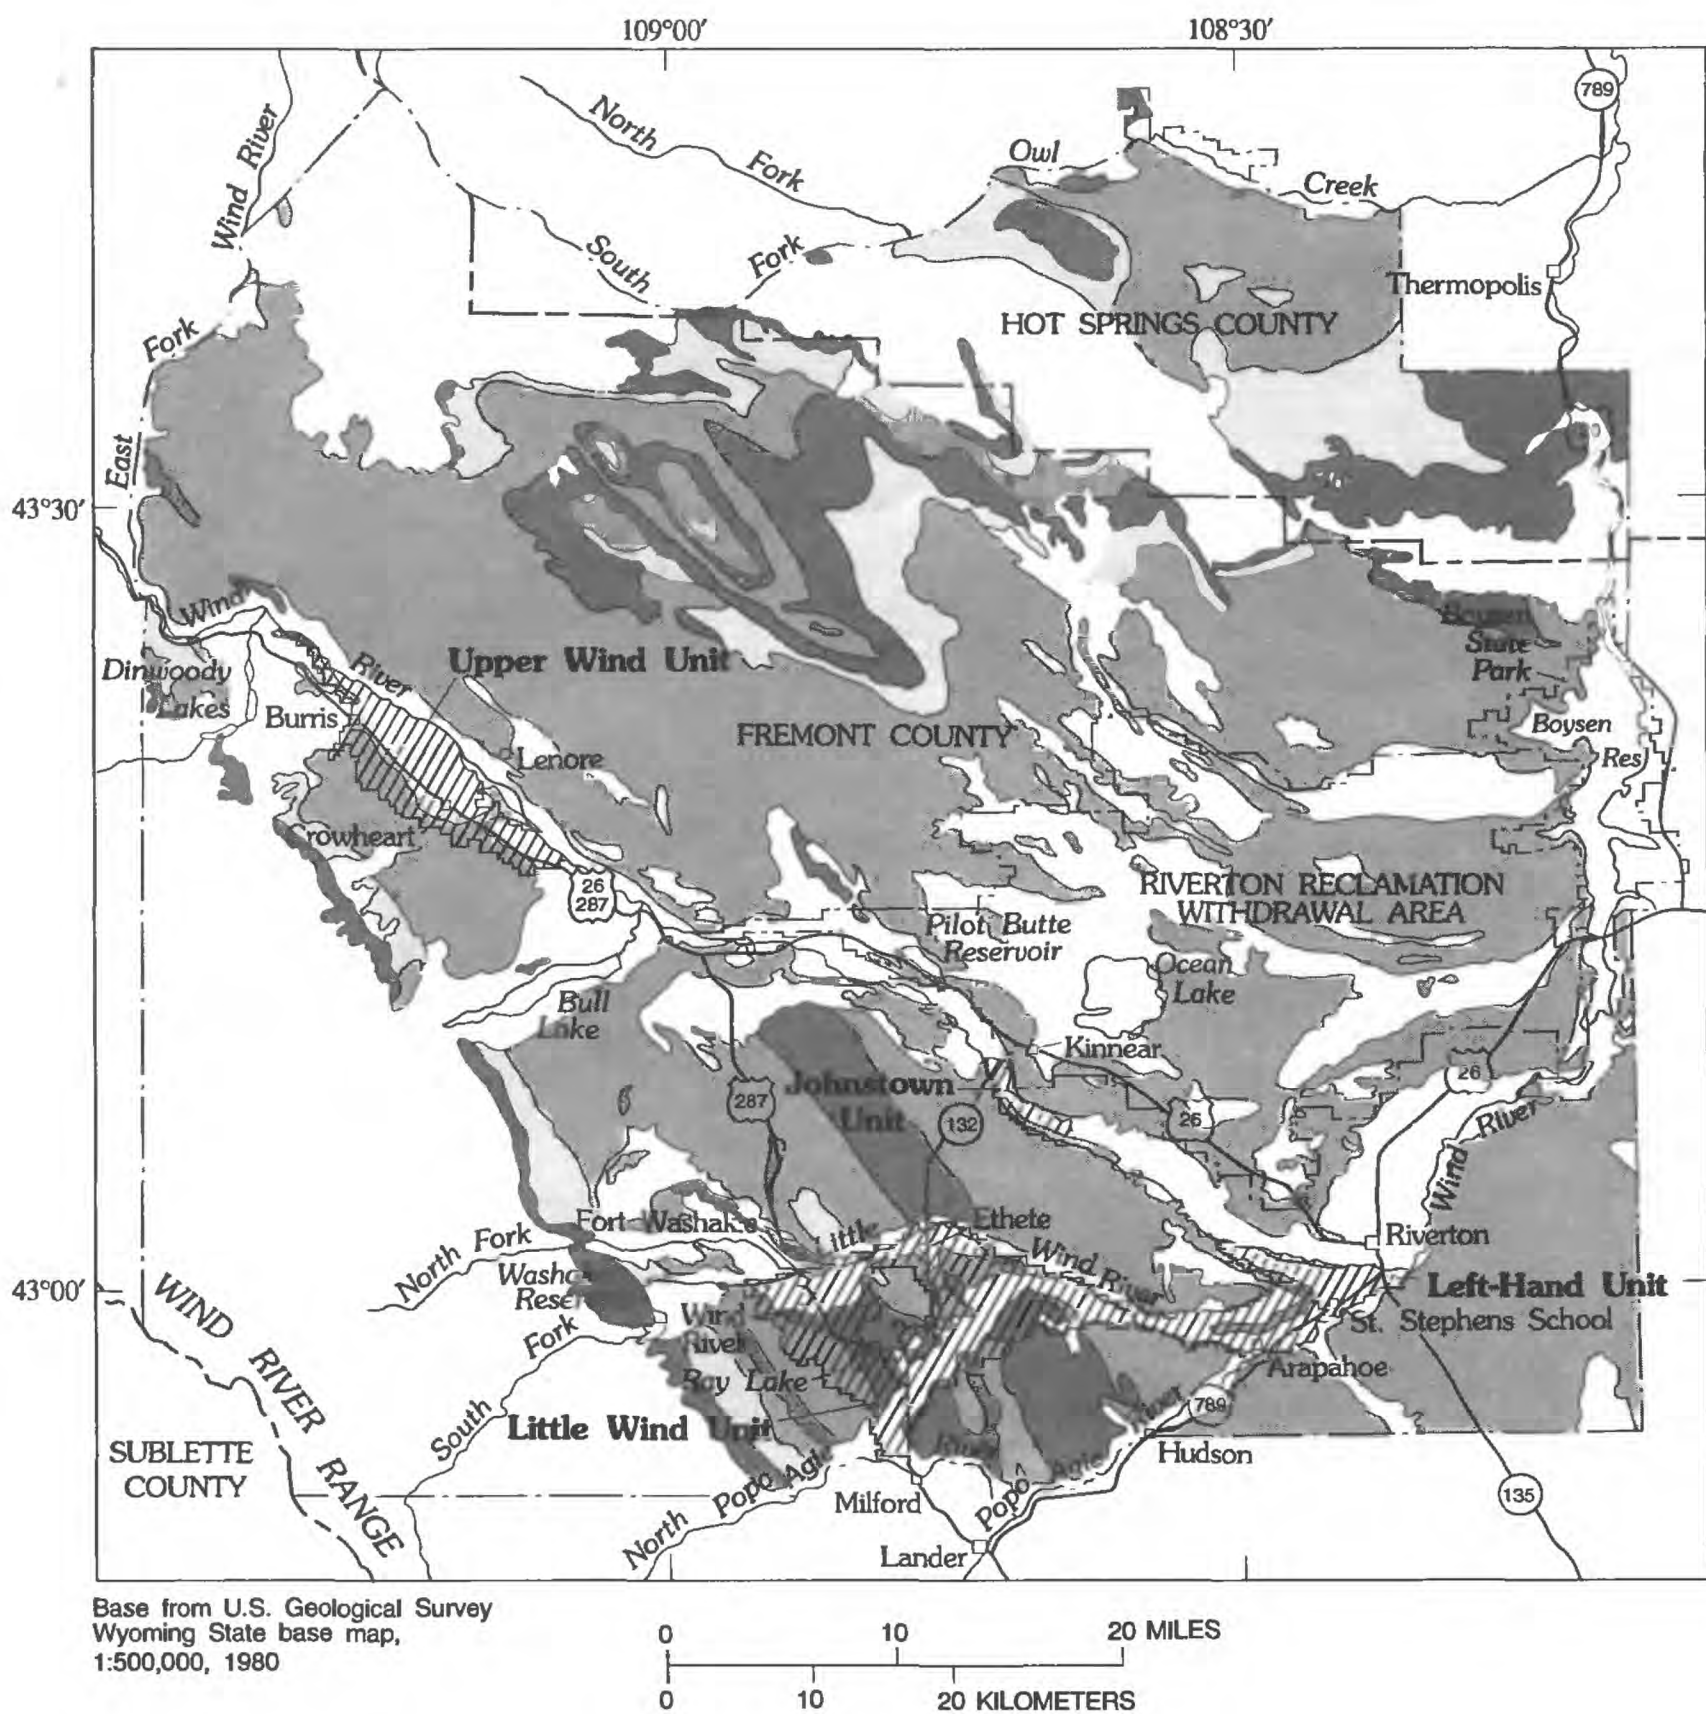 109°00'
108°30'
789
Wind River
North
Fork
Owl
Creek
South
Fork
Thermopolis
HOT SPRINGS COUNTY
Fork
East
43°30'
Wind
River
Boysen
State
Park
Dinwoody
Lakes
Upper Wind Unit
Burris
Boysen
Res
FREMONT COUNTY
Lenore
Crowheart
26
287
RIVERTON RECLAMATION
WITHDRAWAL AREA
Pilot Butte
Reservoir
Ocean
Lake
Bull
Lake
Kinnear
Johnstown
Unit
287
132
26
26
Wind
River
Fort Washakie
Little
Wind River
Ethete
Riverton
North Fork
43°00'
Washa
Reser
Left-Hand Unit
St. Stephens School
Wind
River
South
Fork
Arapahoe
Ray Lake
789
Little Wind Unit
WIND RIVER RANGE
SUBLETTE
COUNTY
River
Popo
Agie
River
Hudson
North
Popo Agie
Milford
135
Lander
Base from U.S. Geological Survey
Wyoming State base map,
1:500,000, 1980
0 10 20 MILES
0 10 20 KILOMETERS